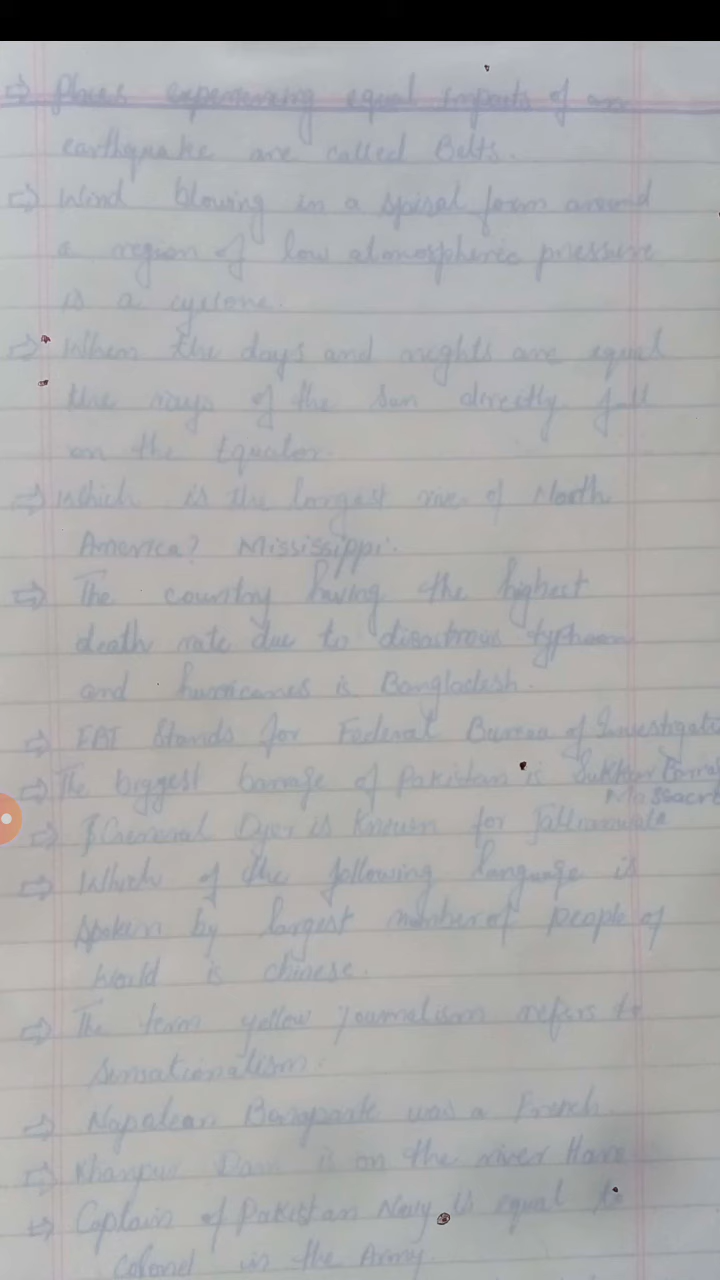 ⇨ Places experiencing equal impacts of an
earthquake are called Belts.
⇨ Wind blowing in a spiral form around
a region of low atomospheric pressure
is a cyclone.
⇨ When the days and nights are equal
the rays of the sun directly fall
on the Equator.
⇨ Which is the largest river of North
America? Mississippi.
⇨ The country having the highest
death rate due to disastrous typhoon
and hurricanes is Bangladesh.
⇨ FBI Stands for Federal Bureau of Investigati
⇨ The biggest barrage of Pakistan is Sukkur Barra
⇨ General Dyer is Known for Jallianwala Massacre
⇨ Which of the following language is
spoken by largest number of people of
world is chinese.
⇨ The term yellow journalism refers to
Sensationalism.
⇨ Napolean Bonaparte was a French
⇨ Khanpur Dam is on the river Haro
⇨ Captain of Pakistan Navy is equal to
Colonel in the Army.